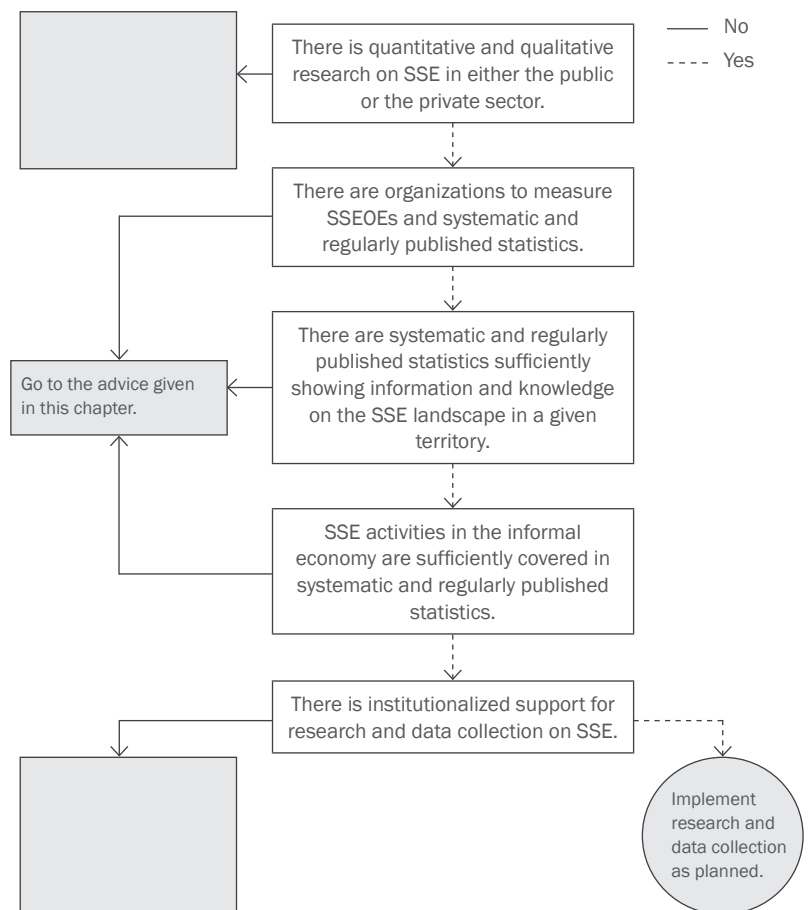 There is quantitative and qualitative
research on SSE in either the public
or the private sector.
No
Yes
There are organizations to measure
SSEOEs and systematic and
regularly published statistics.
There are systematic and regularly
published statistics sufficiently
showing information and knowledge
on the SSE landscape in a given
territory.
Go to the advice given
in this chapter.
SSE activities in the informal
economy are sufficiently covered in
systematic and regularly published
statistics.
There is institutionalized support for
research and data collection on SSE.
Implement
research and
data collection
as planned.